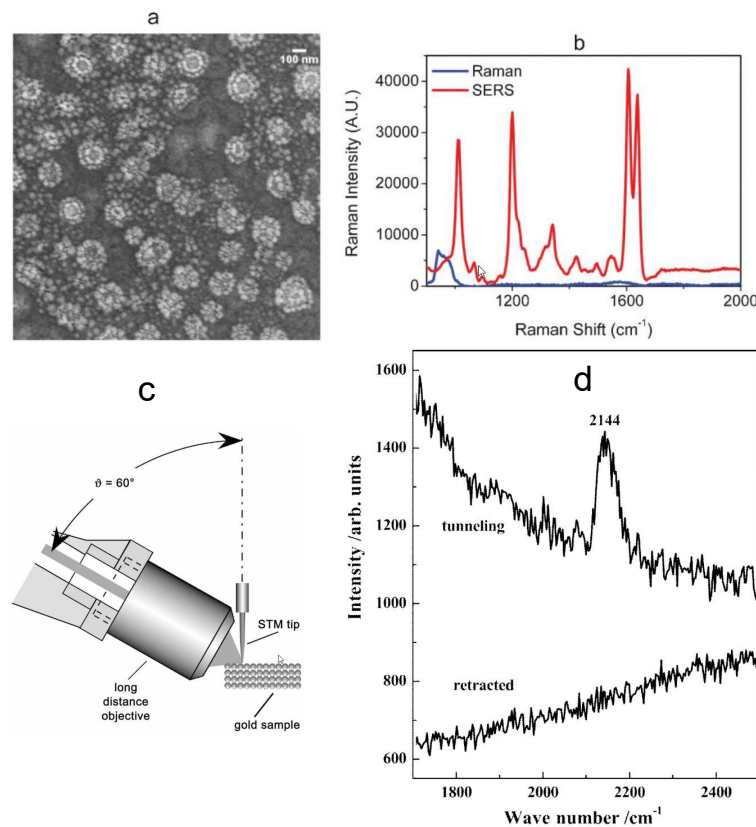 a
100 nm
b
Raman
SERS
Raman Intensity (A.U.)
40000
30000
20000
10000
0
1200
1600
2000
Raman Shift (cm⁻¹)
c
ϑ = 60°
STM tip
long
distance
objective
gold sample
d
1600
1400
1200
1000
800
600
2144
tunneling
retracted
Intensity /arb. units
1800
2000
2200
2400
Wave number /cm⁻¹